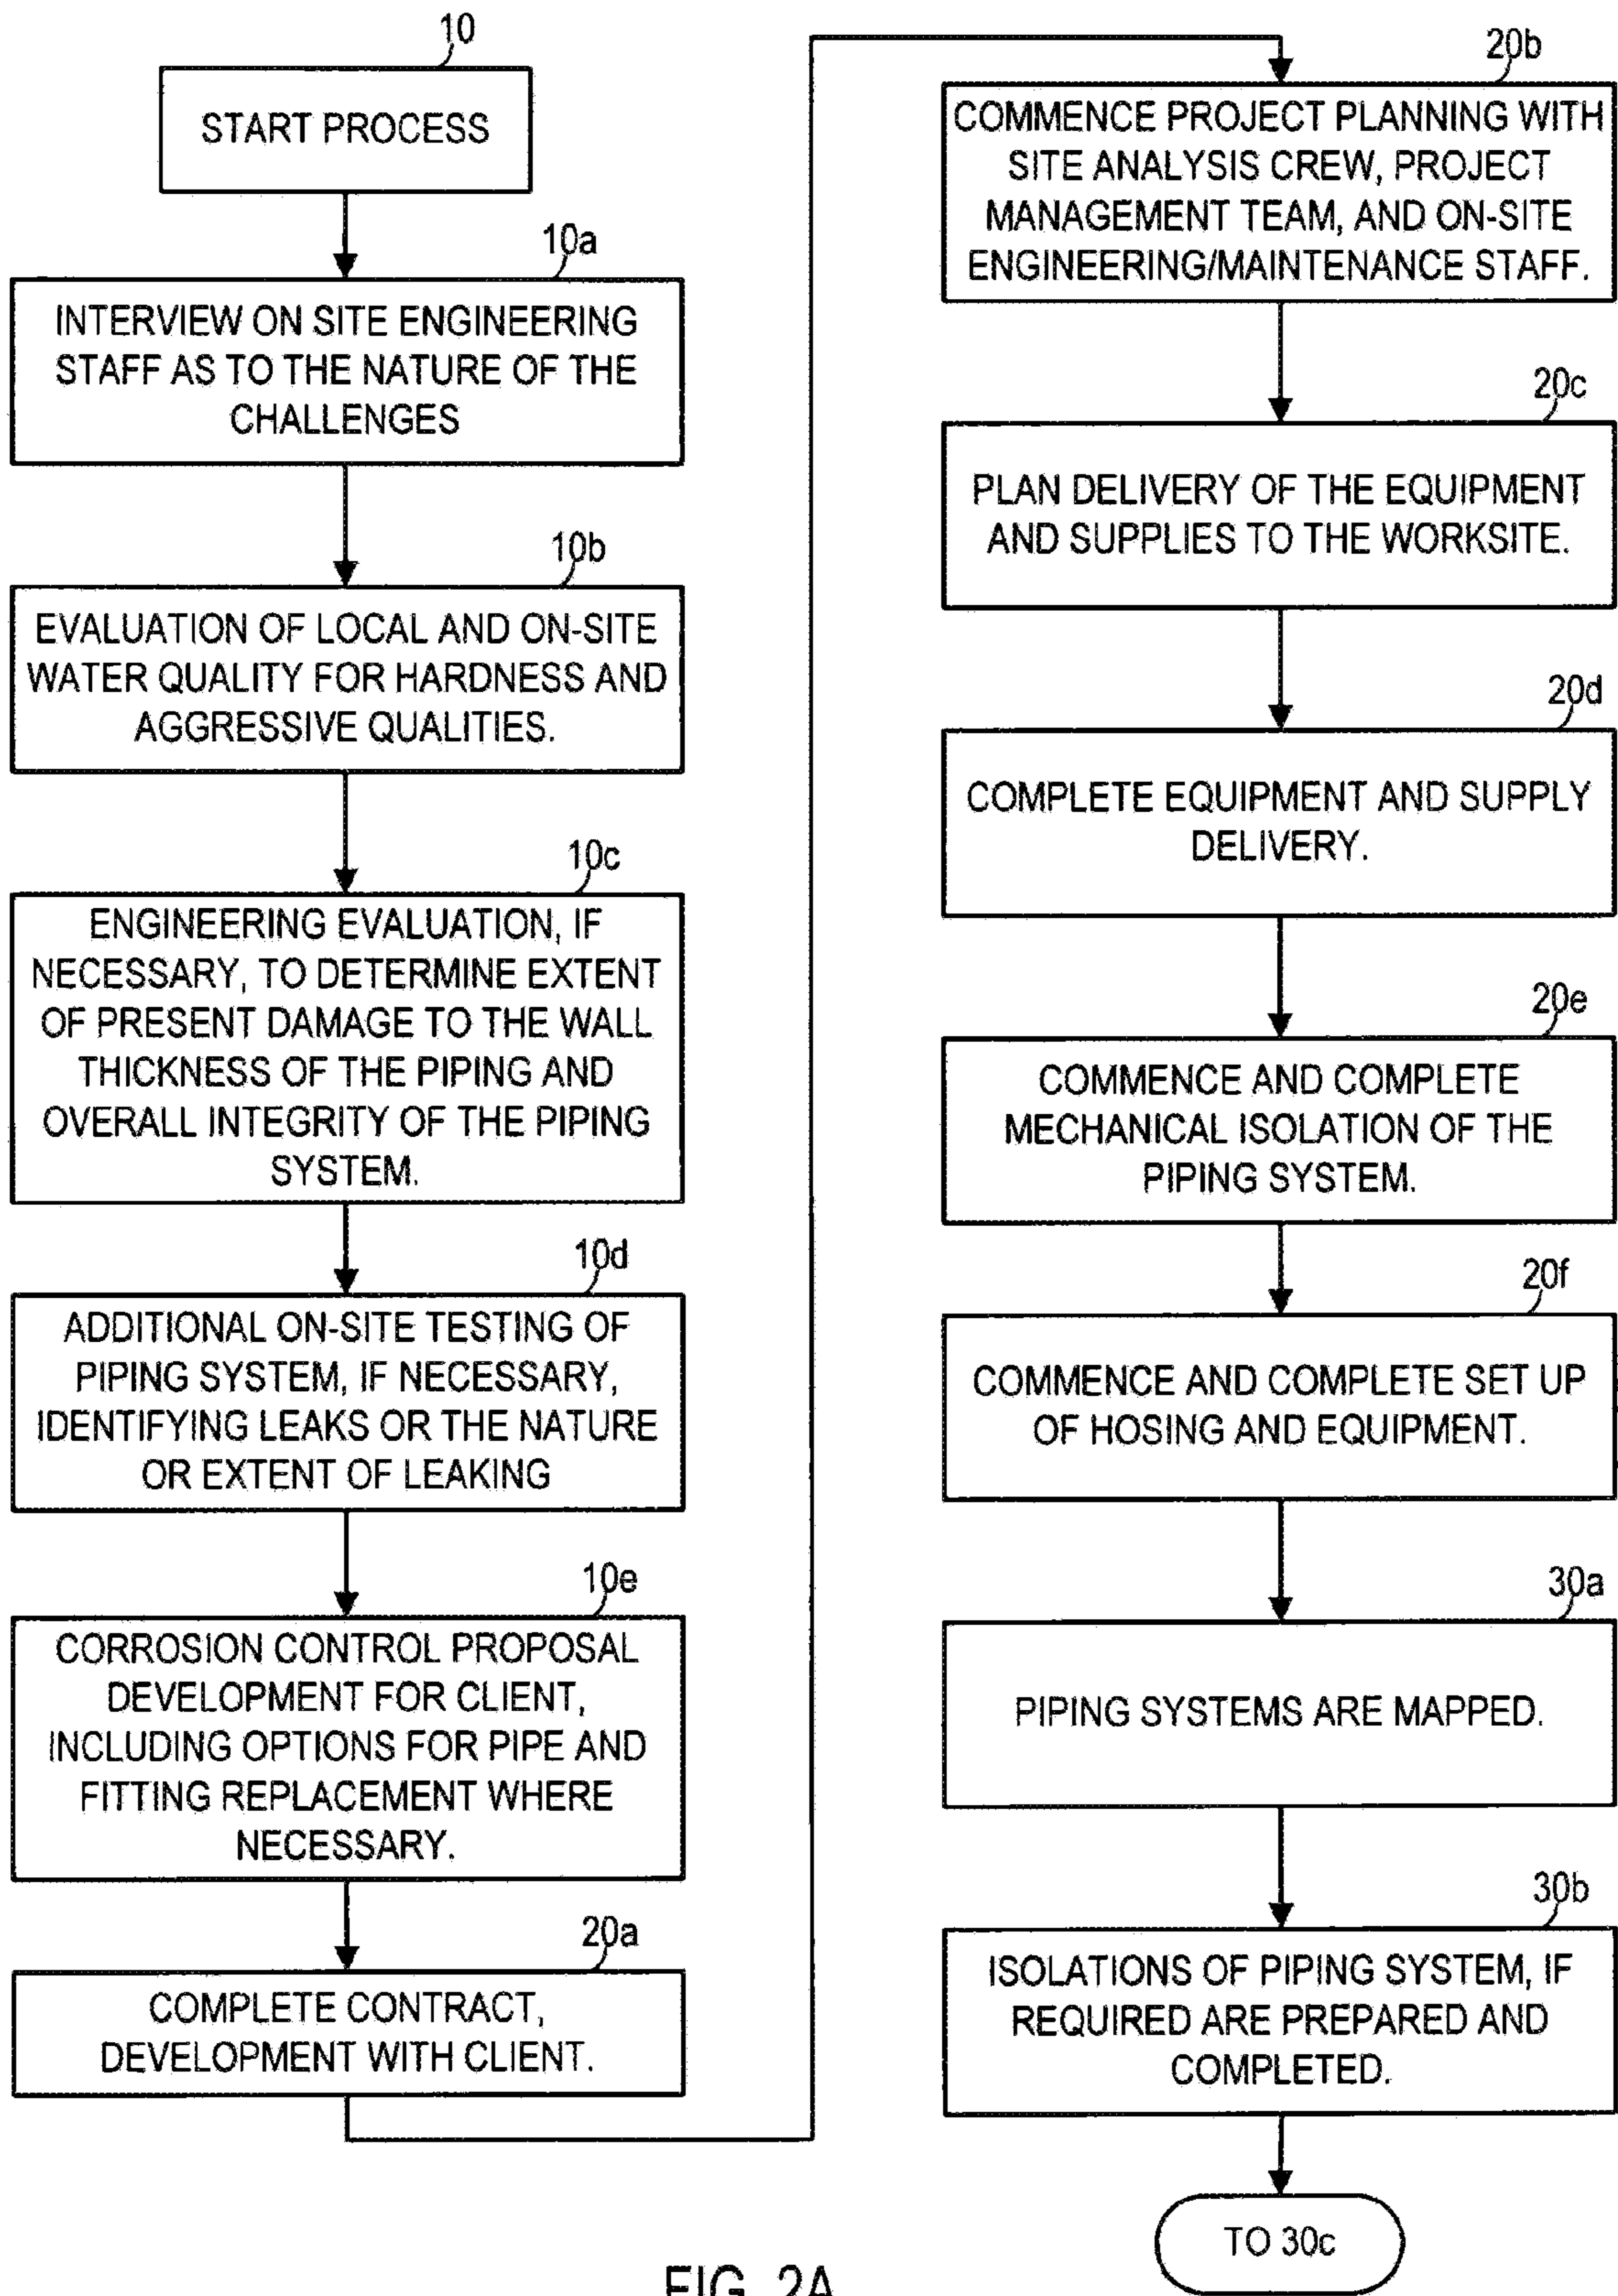 10
START PROCESS
10a
INTERVIEW ON SITE ENGINEERING
STAFF AS TO THE NATURE OF THE
CHALLENGES
10b
EVALUATION OF LOCAL AND ON-SITE
WATER QUALITY FOR HARDNESS AND
AGGRESSIVE QUALITIES.
10c
ENGINEERING EVALUATION, IF
NECESSARY, TO DETERMINE EXTENT
OF PRESENT DAMAGE TO THE WALL
THICKNESS OF THE PIPING AND
OVERALL INTEGRITY OF THE PIPING
SYSTEM.
10d
ADDITIONAL ON-SITE TESTING OF
PIPING SYSTEM, IF NECESSARY,
IDENTIFYING LEAKS OR THE NATURE
OR EXTENT OF LEAKING
10e
CORROSION CONTROL PROPOSAL
DEVELOPMENT FOR CLIENT,
INCLUDING OPTIONS FOR PIPE AND
FITTING REPLACEMENT WHERE
NECESSARY.
20a
COMPLETE CONTRACT,
DEVELOPMENT WITH CLIENT.
20b
COMMENCE PROJECT PLANNING WITH
SITE ANALYSIS CREW, PROJECT
MANAGEMENT TEAM, AND ON-SITE
ENGINEERING/MAINTENANCE STAFF.
20c
PLAN DELIVERY OF THE EQUIPMENT
AND SUPPLIES TO THE WORKSITE.
20d
COMPLETE EQUIPMENT AND SUPPLY
DELIVERY.
20e
COMMENCE AND COMPLETE
MECHANICAL ISOLATION OF THE
PIPING SYSTEM.
20f
COMMENCE AND COMPLETE SET UP
OF HOSING AND EQUIPMENT.
30a
PIPING SYSTEMS ARE MAPPED.
30b
ISOLATIONS OF PIPING SYSTEM, IF
REQUIRED ARE PREPARED AND
COMPLETED.
TO 30c
FIG. 2A